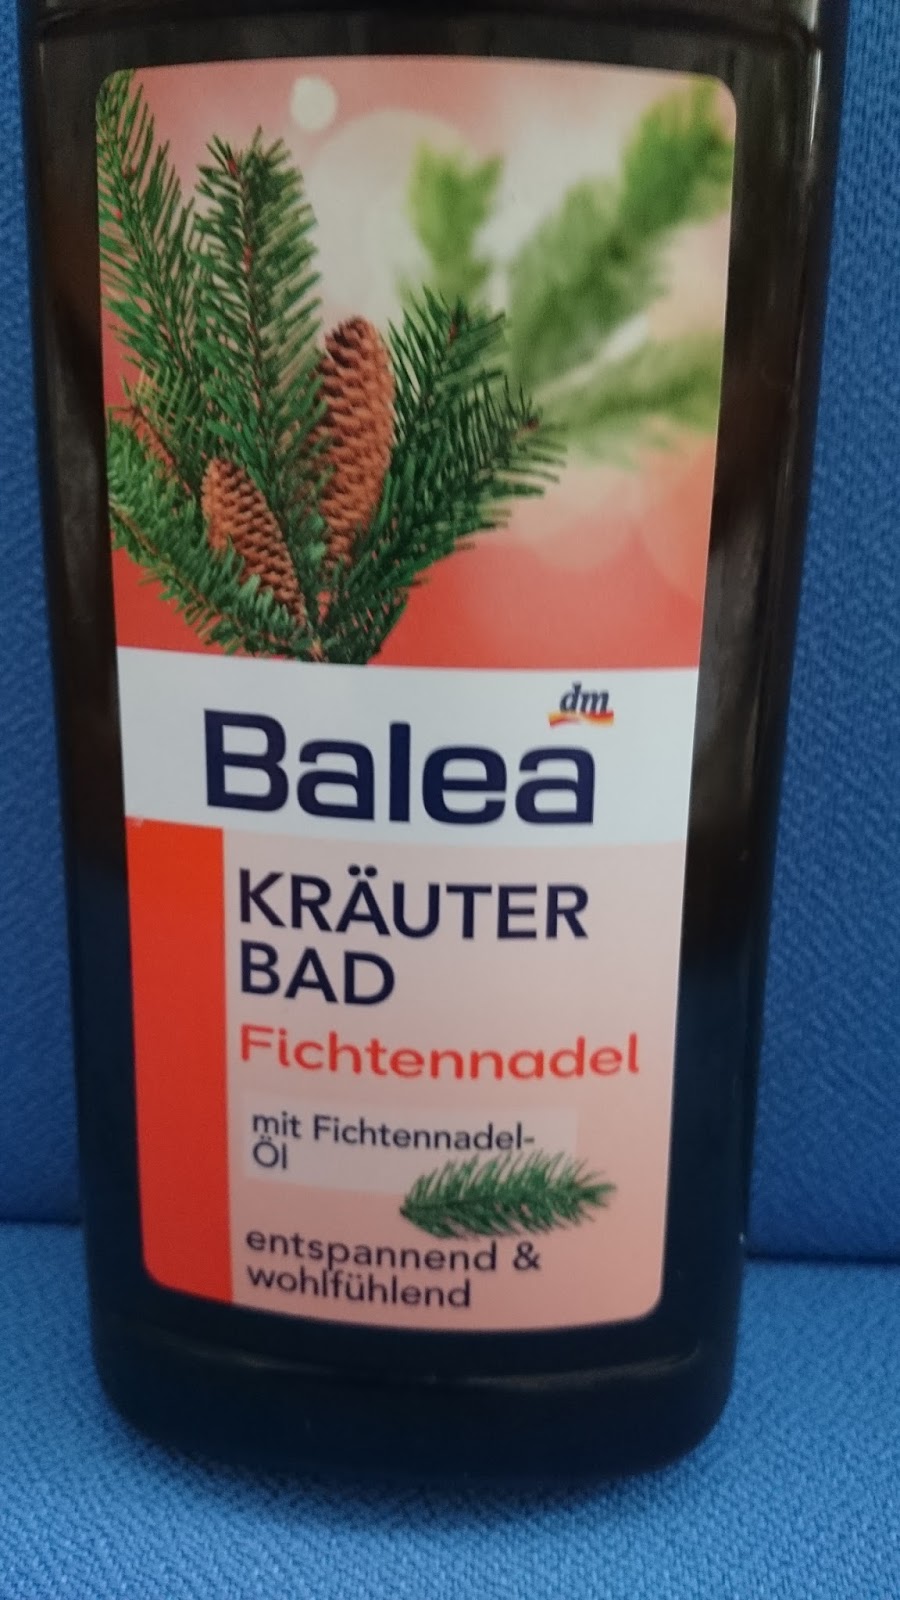 dm
Balea
KRÄUTER
BAD
Fichtennadel
mit Fichtennadel-
Öl
entspannend &
wohlfühlend